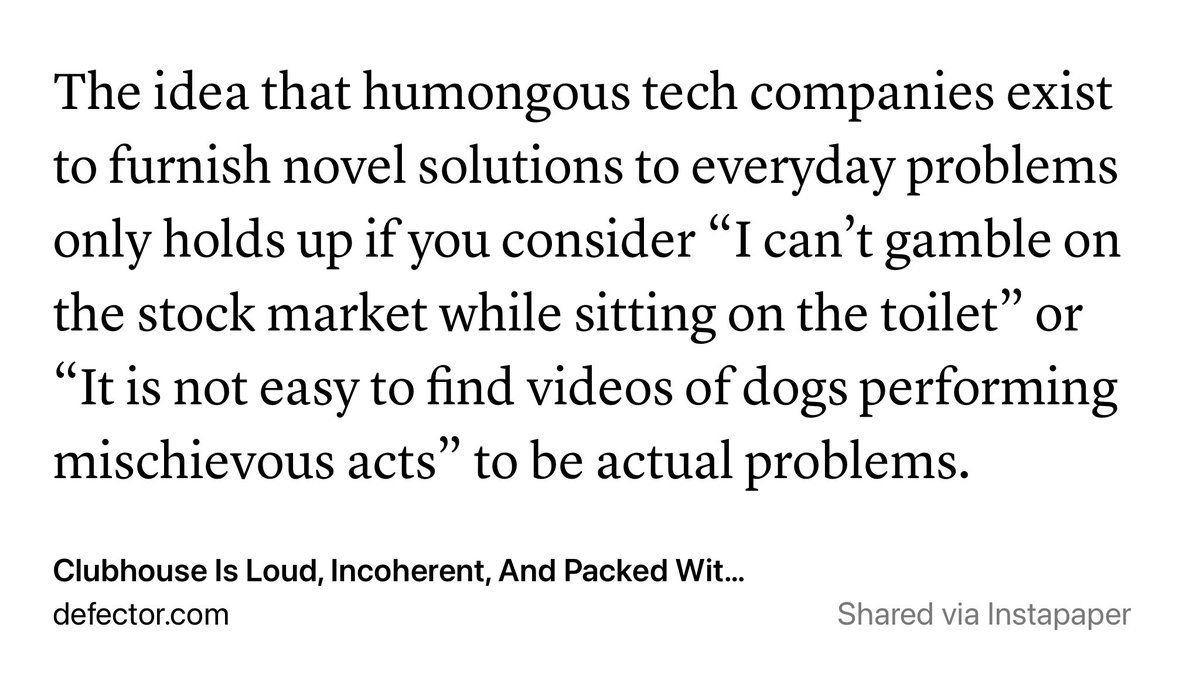 The idea that humongous tech companies exist
to furnish novel solutions to everyday problems
only holds up if you consider “I can’t gamble on
the stock market while sitting on the toilet” or
“It is not easy to find videos of dogs performing
mischievous acts” to be actual problems.
Clubhouse Is Loud, Incoherent, And Packed Wit...
defector.com
Shared via Instapaper